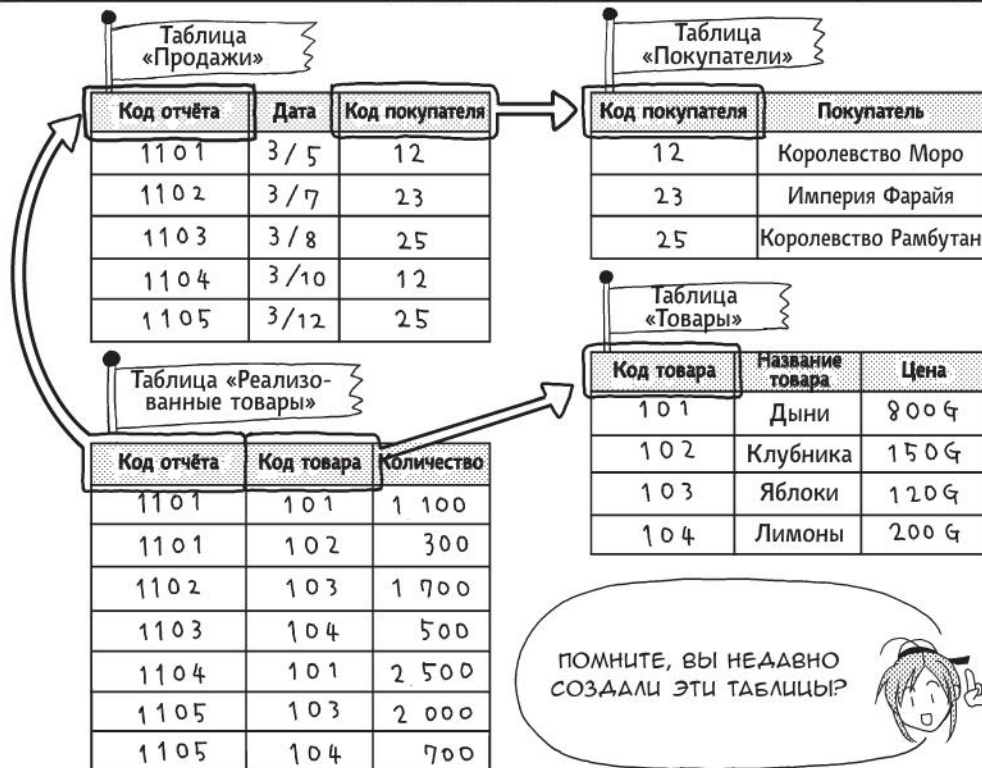 Таблица
«Продажи»
Код отчёта Дата Код покупателя
1101 3/5 12
1102 3/7 23
1103 3/8 25
1104 3/10 12
1105 3/12 25
Таблица
«Покупатели»
Код покупателя Покупатель
12 Королевство Моро
23 Империя Фарайя
25 Королевство Рамбутан
Таблица «Реализо-
ванные товары»
Код отчёта Код товара Количество
1101 101 1 100
1101 102 300
1102 103 1 700
1103 104 500
1104 101 2 500
1105 103 2 000
1105 104 700
Таблица
«Товары»
Код товара Название товара Цена
101 Дыни 800G
102 Клубника 150G
103 Яблоки 120G
104 Лимоны 200G
ПОМНИТЕ, ВЫ НЕДАВНО
СОЗДАЛИ ЭТИ ТАБЛИЦЫ?